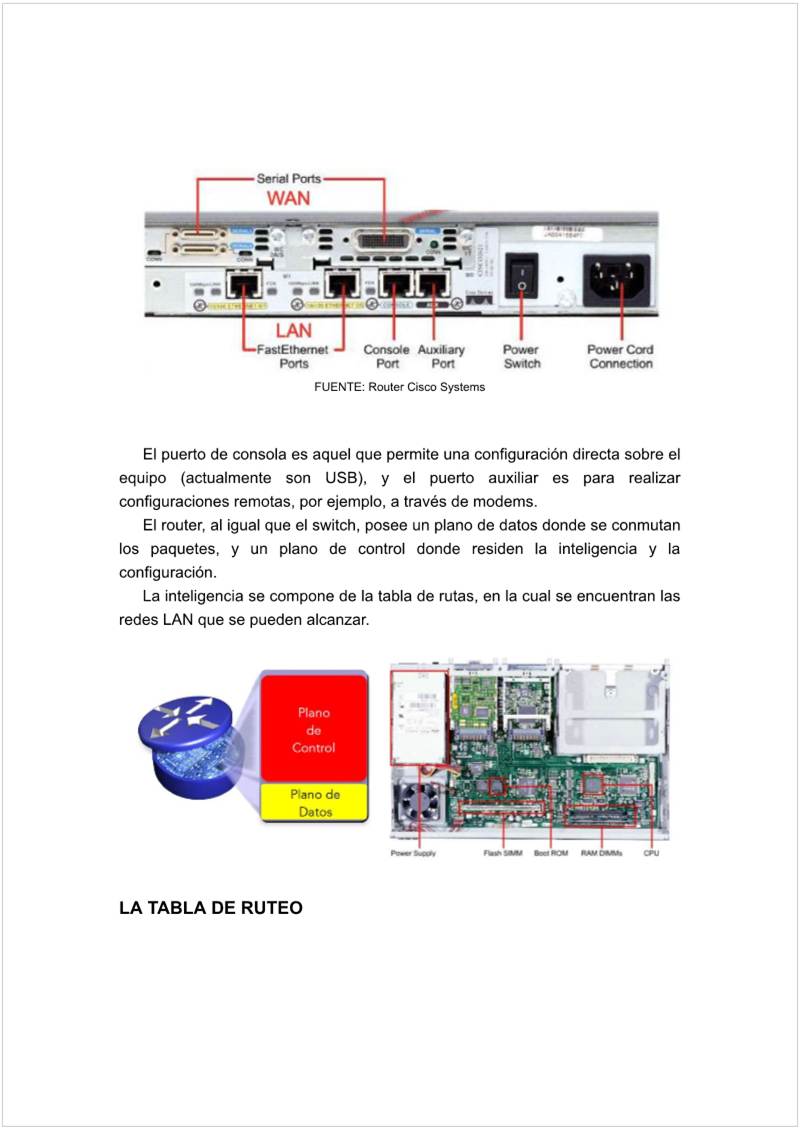 Serial Ports
WAN
CONN
CONN
CONN
CONSOLE
AUX
LAN
FastEthernet
Ports
Console
Port
Auxiliary
Port
Power
Switch
Power Cord
Connection
FUENTE: Router Cisco Systems
El puerto de consola es aquel que permite una configuración directa sobre el
equipo (actualmente son USB), y el puerto auxiliar es para realizar
configuraciones remotas, por ejemplo, a través de modems.
El router, al igual que el switch, posee un plano de datos donde se conmutan
los paquetes, y un plano de control donde residen la inteligencia y la
configuración.
La inteligencia se compone de la tabla de rutas, en la cual se encuentran las
redes LAN que se pueden alcanzar.
Plano
de
Control
Plano de
Datos
Power Supply
Flash SIMM
Boot ROM
RAM DIMMs
CPU
LA TABLA DE RUTEO